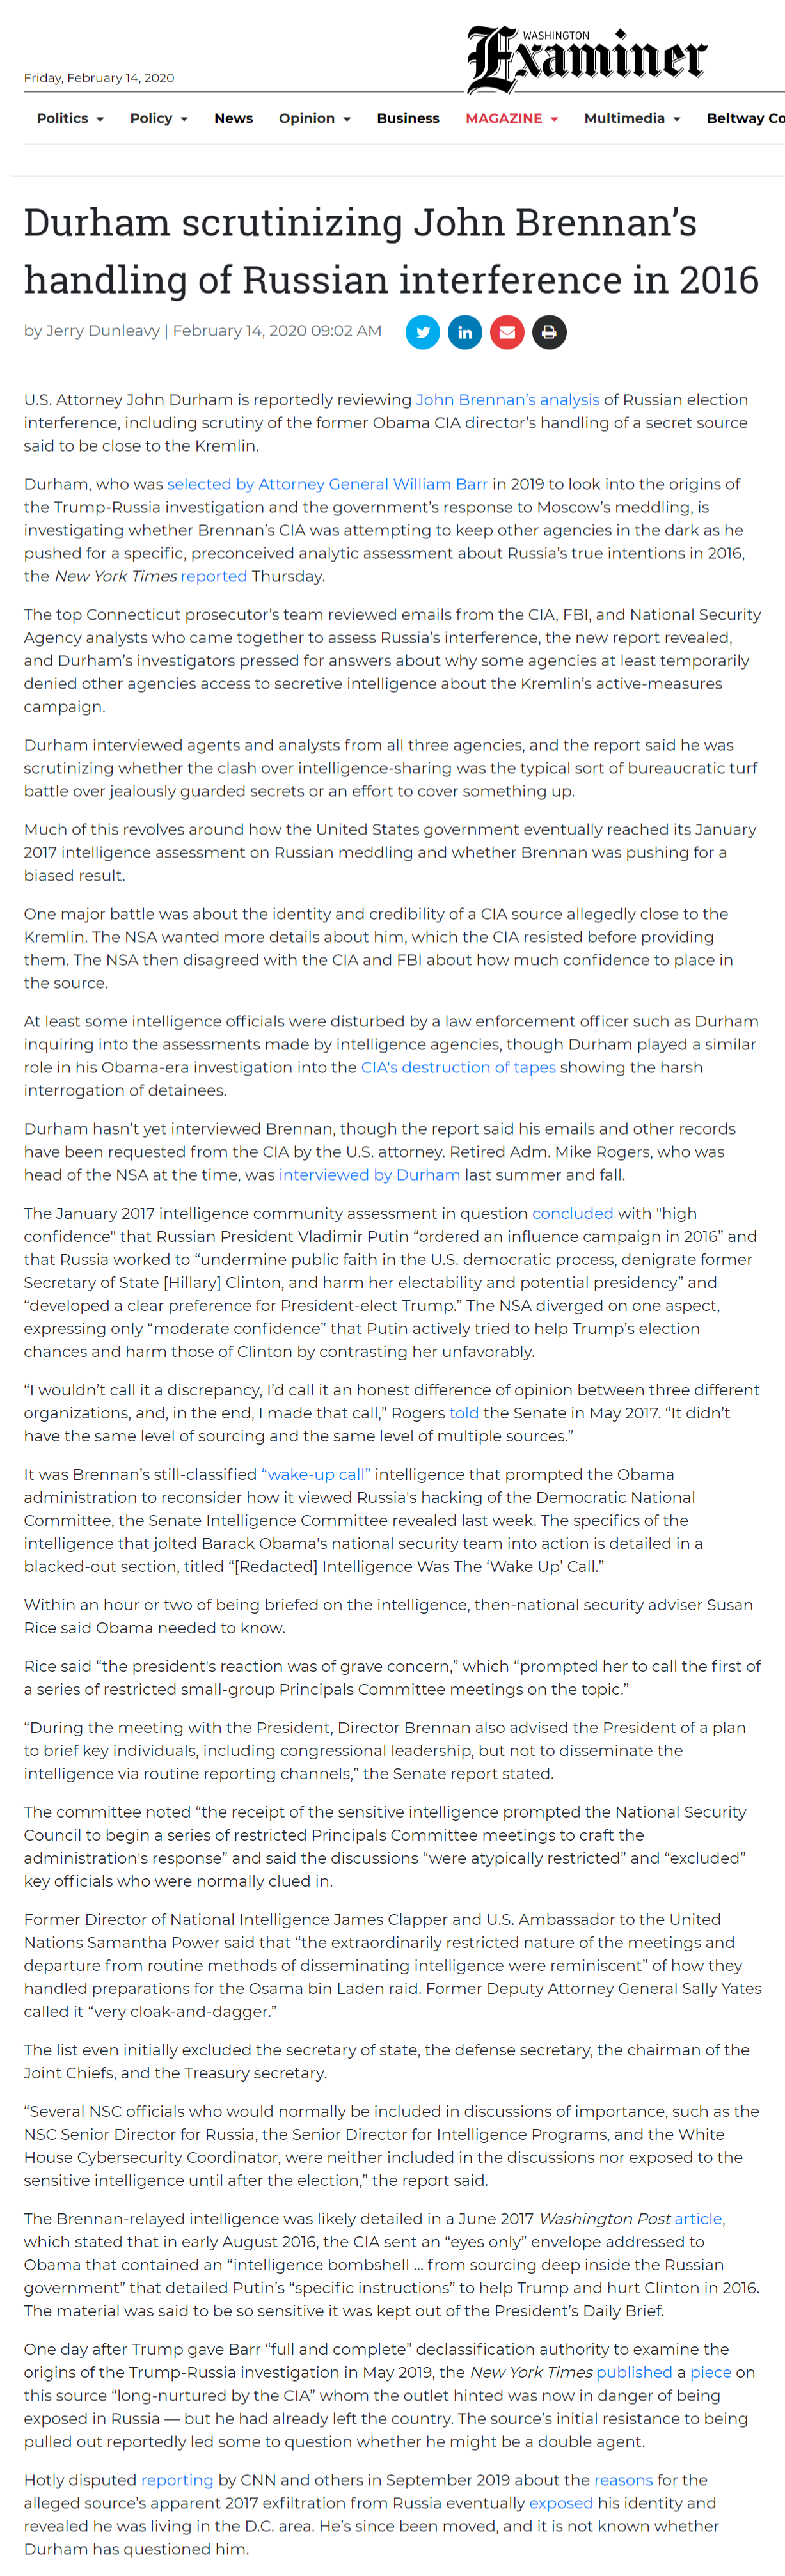 WASHINGTON
Examiner
Friday, February 14, 2020
Politics Policy News Opinion Business MAGAZINE Multimedia Beltway Co
Durham scrutinizing John Brennan’s
handling of Russian interference in 2016
by Jerry Dunleavy | February 14, 2020 09:02 AM
U.S. Attorney John Durham is reportedly reviewing John Brennan’s analysis of Russian election
interference, including scrutiny of the former Obama CIA director’s handling of a secret source
said to be close to the Kremlin.
Durham, who was selected by Attorney General William Barr in 2019 to look into the origins of
the Trump-Russia investigation and the government’s response to Moscow’s meddling, is
investigating whether Brennan’s CIA was attempting to keep other agencies in the dark as he
pushed for a specific, preconceived analytic assessment about Russia’s true intentions in 2016,
the New York Times reported Thursday.
The top Connecticut prosecutor’s team reviewed emails from the CIA, FBI, and National Security
Agency analysts who came together to assess Russia’s interference, the new report revealed,
and Durham’s investigators pressed for answers about why some agencies at least temporarily
denied other agencies access to secretive intelligence about the Kremlin’s active-measures
campaign.
Durham interviewed agents and analysts from all three agencies, and the report said he was
scrutinizing whether the clash over intelligence-sharing was the typical sort of bureaucratic turf
battle over jealously guarded secrets or an effort to cover something up.
Much of this revolves around how the United States government eventually reached its January
2017 intelligence assessment on Russian meddling and whether Brennan was pushing for a
biased result.
One major battle was about the identity and credibility of a CIA source allegedly close to the
Kremlin. The NSA wanted more details about him, which the CIA resisted before providing
them. The NSA then disagreed with the CIA and FBI about how much confidence to place in
the source.
At least some intelligence officials were disturbed by a law enforcement officer such as Durham
inquiring into the assessments made by intelligence agencies, though Durham played a similar
role in his Obama-era investigation into the CIA's destruction of tapes showing the harsh
interrogation of detainees.
Durham hasn’t yet interviewed Brennan, though the report said his emails and other records
have been requested from the CIA by the U.S. attorney. Retired Adm. Mike Rogers, who was
head of the NSA at the time, was interviewed by Durham last summer and fall.
The January 2017 intelligence community assessment in question concluded with "high
confidence" that Russian President Vladimir Putin “ordered an influence campaign in 2016” and
that Russia worked to “undermine public faith in the U.S. democratic process, denigrate former
Secretary of State [Hillary] Clinton, and harm her electability and potential presidency” and
“developed a clear preference for President-elect Trump.” The NSA diverged on one aspect,
expressing only “moderate confidence” that Putin actively tried to help Trump’s election
chances and harm those of Clinton by contrasting her unfavorably.
“I wouldn’t call it a discrepancy, I’d call it an honest difference of opinion between three different
organizations, and, in the end, I made that call,” Rogers told the Senate in May 2017. “It didn’t
have the same level of sourcing and the same level of multiple sources.”
It was Brennan’s still-classified “wake-up call” intelligence that prompted the Obama
administration to reconsider how it viewed Russia's hacking of the Democratic National
Committee, the Senate Intelligence Committee revealed last week. The specifics of the
intelligence that jolted Barack Obama's national security team into action is detailed in a
blacked-out section, titled “[Redacted] Intelligence Was The ‘Wake Up’ Call.”
Within an hour or two of being briefed on the intelligence, then-national security adviser Susan
Rice said Obama needed to know.
Rice said “the president's reaction was of grave concern,” which “prompted her to call the first of
a series of restricted small-group Principals Committee meetings on the topic.”
“During the meeting with the President, Director Brennan also advised the President of a plan
to brief key individuals, including congressional leadership, but not to disseminate the
intelligence via routine reporting channels,” the Senate report stated.
The committee noted “the receipt of the sensitive intelligence prompted the National Security
Council to begin a series of restricted Principals Committee meetings to craft the
administration's response” and said the discussions “were atypically restricted” and “excluded”
key officials who were normally clued in.
Former Director of National Intelligence James Clapper and U.S. Ambassador to the United
Nations Samantha Power said that “the extraordinarily restricted nature of the meetings and
departure from routine methods of disseminating intelligence were reminiscent” of how they
handled preparations for the Osama bin Laden raid. Former Deputy Attorney General Sally Yates
called it “very cloak-and-dagger.”
The list even initially excluded the secretary of state, the defense secretary, the chairman of the
Joint Chiefs, and the Treasury secretary.
“Several NSC officials who would normally be included in discussions of importance, such as the
NSC Senior Director for Russia, the Senior Director for Intelligence Programs, and the White
House Cybersecurity Coordinator, were neither included in the discussions nor exposed to the
sensitive intelligence until after the election,” the report said.
The Brennan-relayed intelligence was likely detailed in a June 2017 Washington Post article,
which stated that in early August 2016, the CIA sent an “eyes only” envelope addressed to
Obama that contained an “intelligence bombshell ... from sourcing deep inside the Russian
government” that detailed Putin’s “specific instructions” to help Trump and hurt Clinton in 2016.
The material was said to be so sensitive it was kept out of the President’s Daily Brief.
One day after Trump gave Barr “full and complete” declassification authority to examine the
origins of the Trump-Russia investigation in May 2019, the New York Times published a piece on
this source “long-nurtured by the CIA” whom the outlet hinted was now in danger of being
exposed in Russia — but he had already left the country. The source’s initial resistance to being
pulled out reportedly led some to question whether he might be a double agent.
Hotly disputed reporting by CNN and others in September 2019 about the reasons for the
alleged source’s apparent 2017 exfiltration from Russia eventually exposed his identity and
revealed he was living in the D.C. area. He’s since been moved, and it is not known whether
Durham has questioned him.